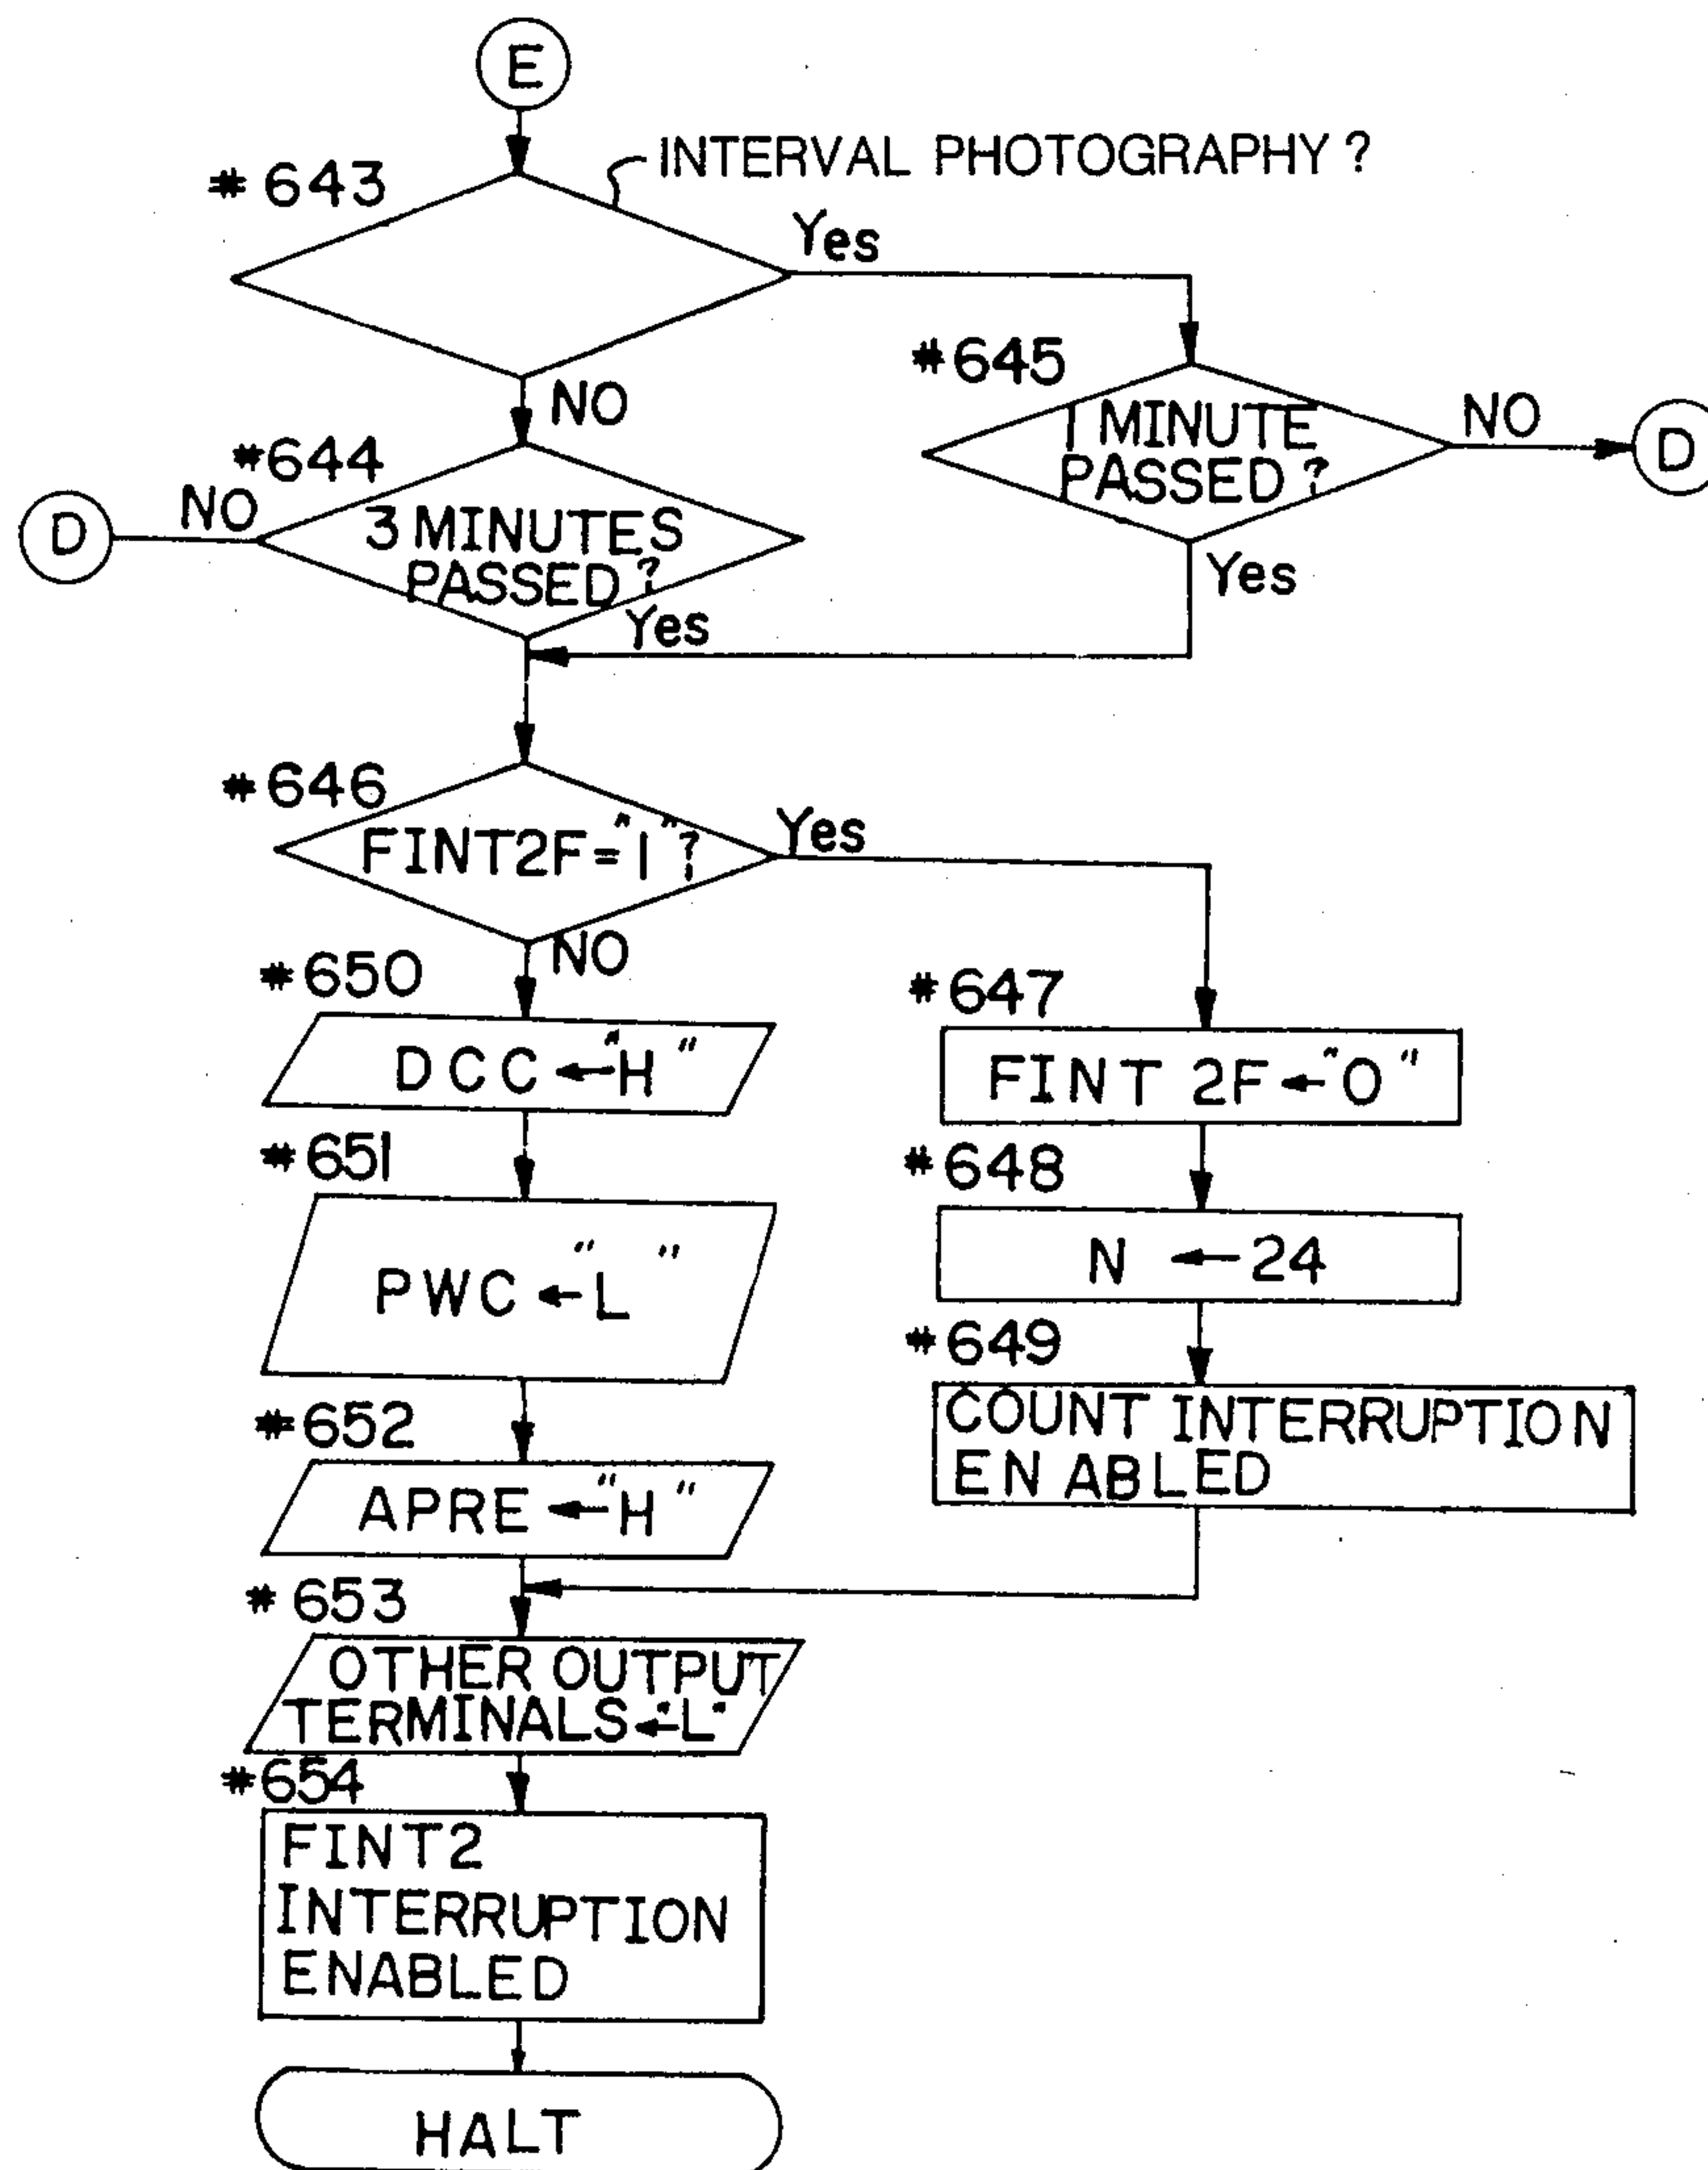 E
INTERVAL PHOTOGRAPHY ?
#643
Yes
#645
NO
1 MINUTE
PASSED ?
NO
D
#644
D
NO
3 MINUTES
PASSED ?
Yes
Yes
#646
FINT2F="1"?
Yes
NO
#650
DCC ← "H"
#647
FINT 2F ← "0"
#651
PWC ← "L"
#648
N ← 24
#649
COUNT INTERRUPTION
ENABLED
#652
APRE ← "H"
#653
OTHER OUTPUT
TERMINALS ← "L"
#654
FINT2
INTERRUPTION
ENABLED
HALT